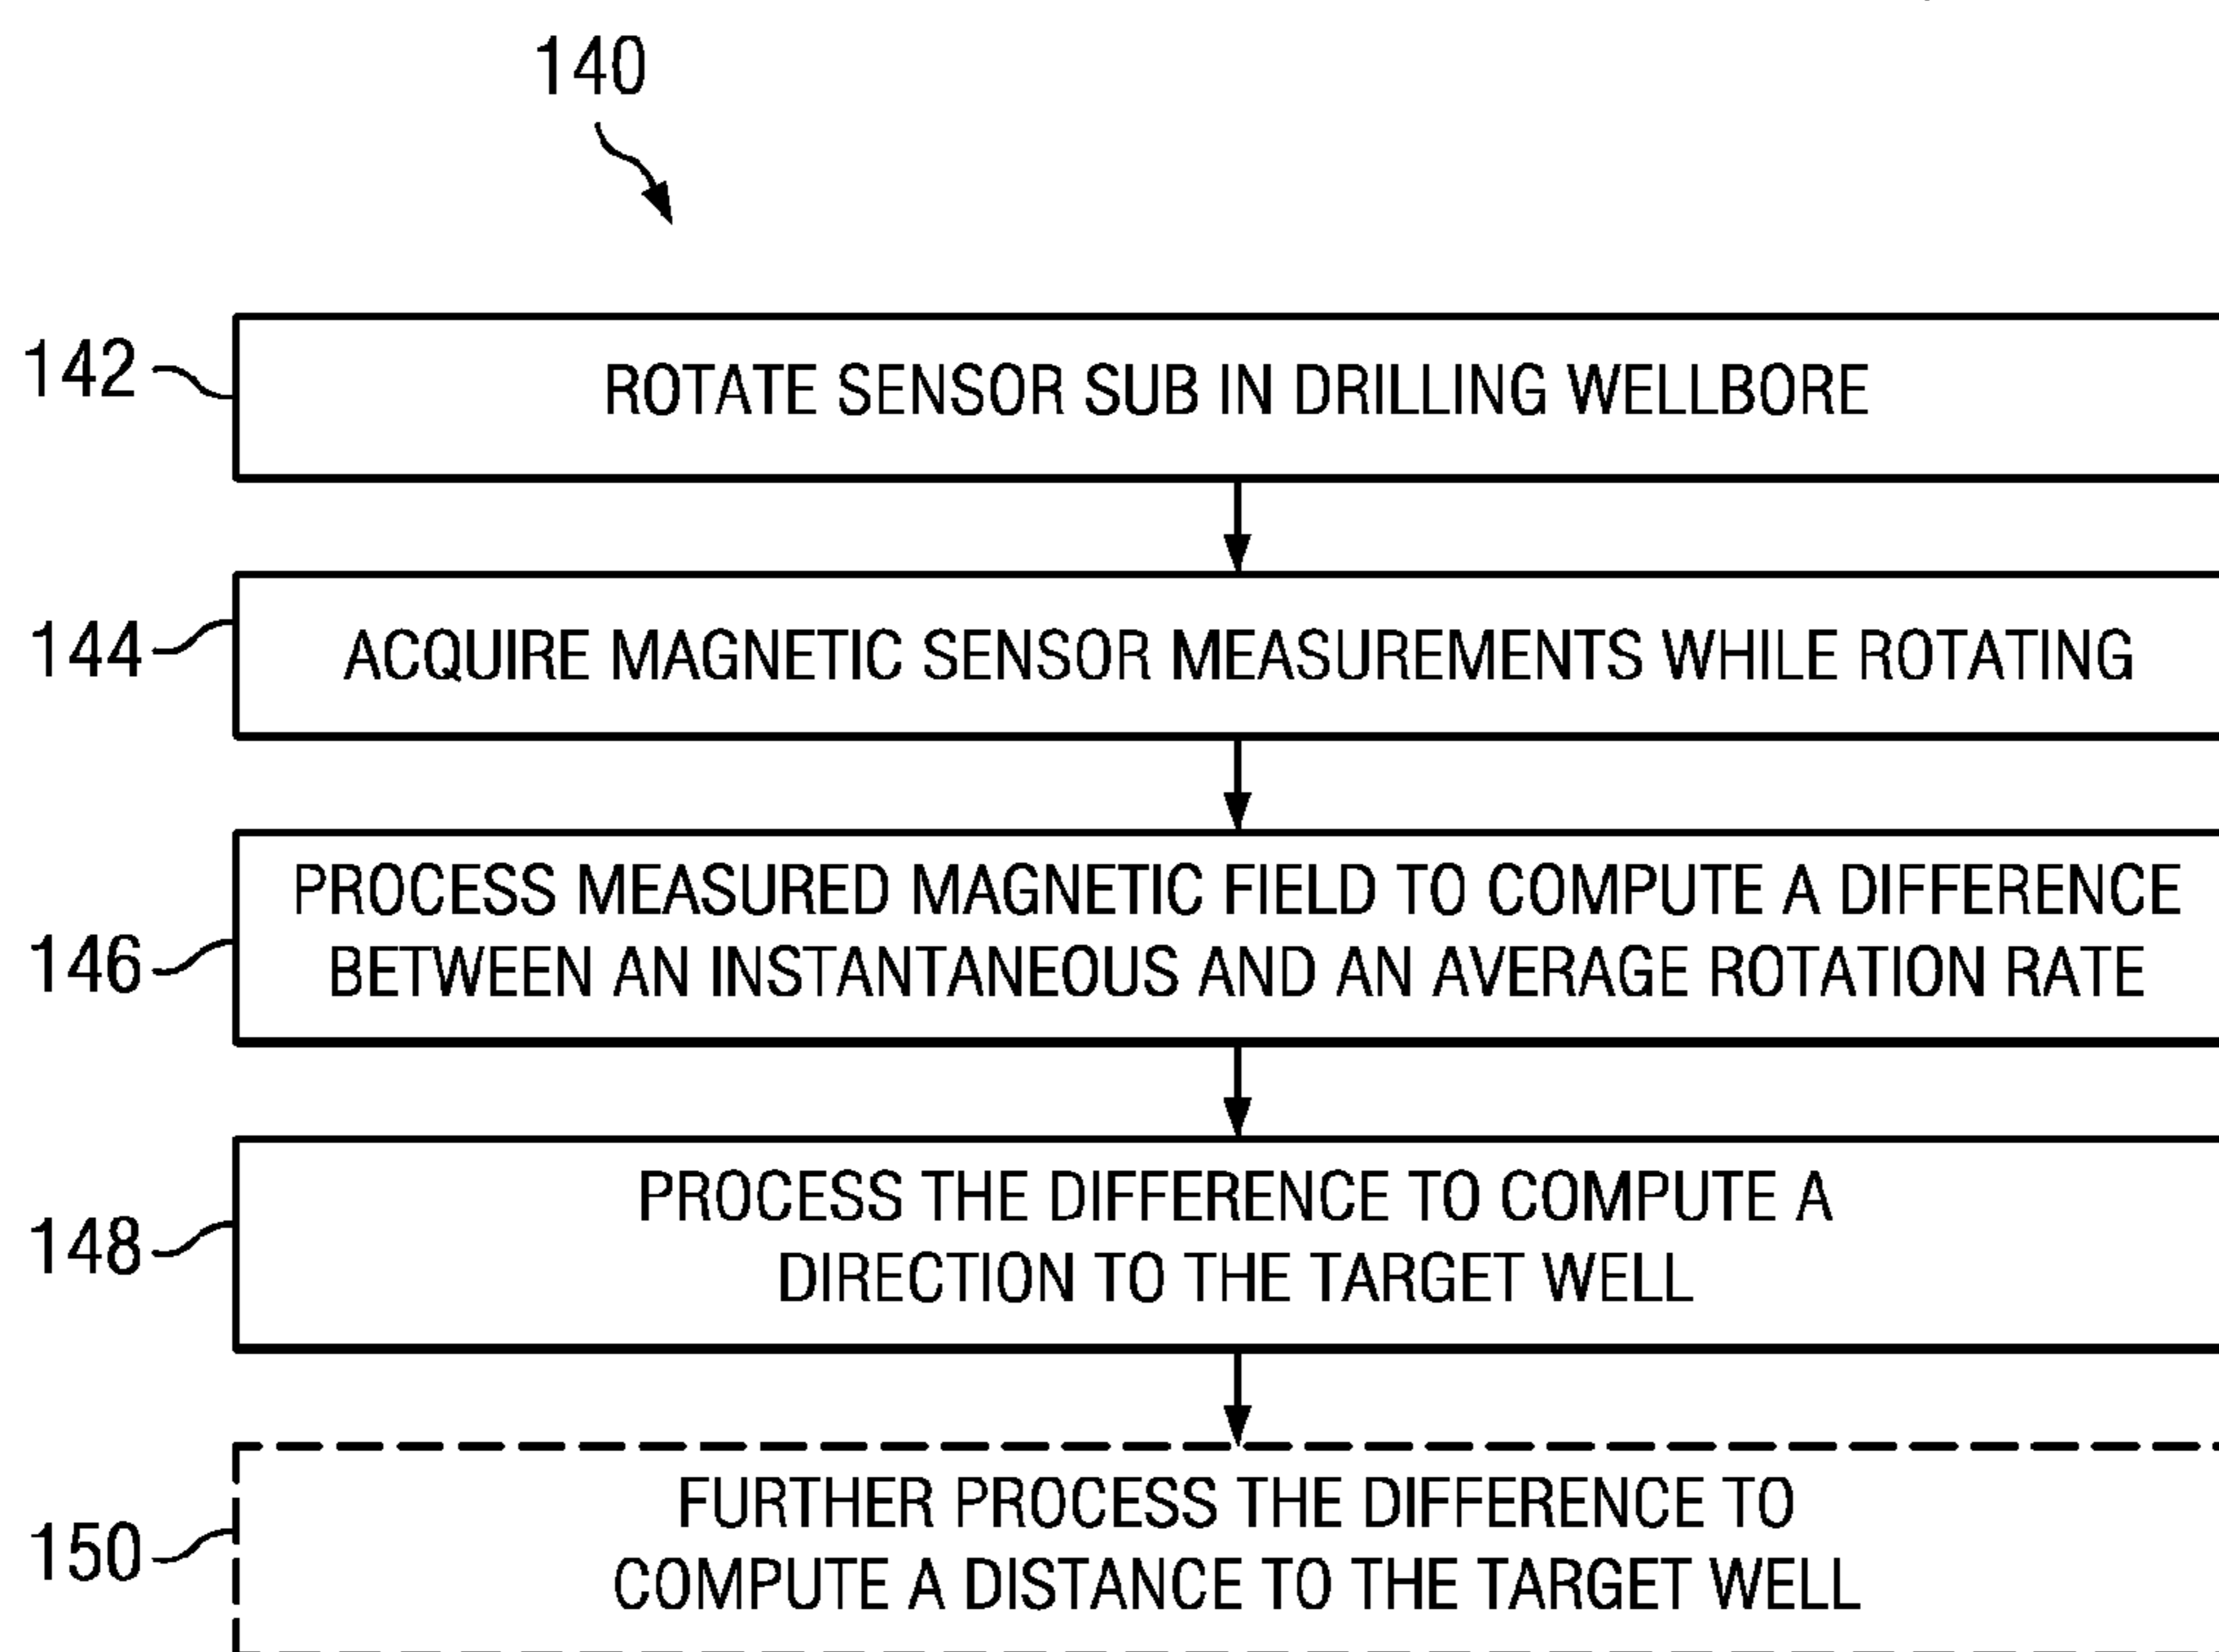 140
142
ROTATE SENSOR SUB IN DRILLING WELLBORE
144
ACQUIRE MAGNETIC SENSOR MEASUREMENTS WHILE ROTATING
146
PROCESS MEASURED MAGNETIC FIELD TO COMPUTE A DIFFERENCE
BETWEEN AN INSTANTANEOUS AND AN AVERAGE ROTATION RATE
148
PROCESS THE DIFFERENCE TO COMPUTE A
DIRECTION TO THE TARGET WELL
150
FURTHER PROCESS THE DIFFERENCE TO
COMPUTE A DISTANCE TO THE TARGET WELL